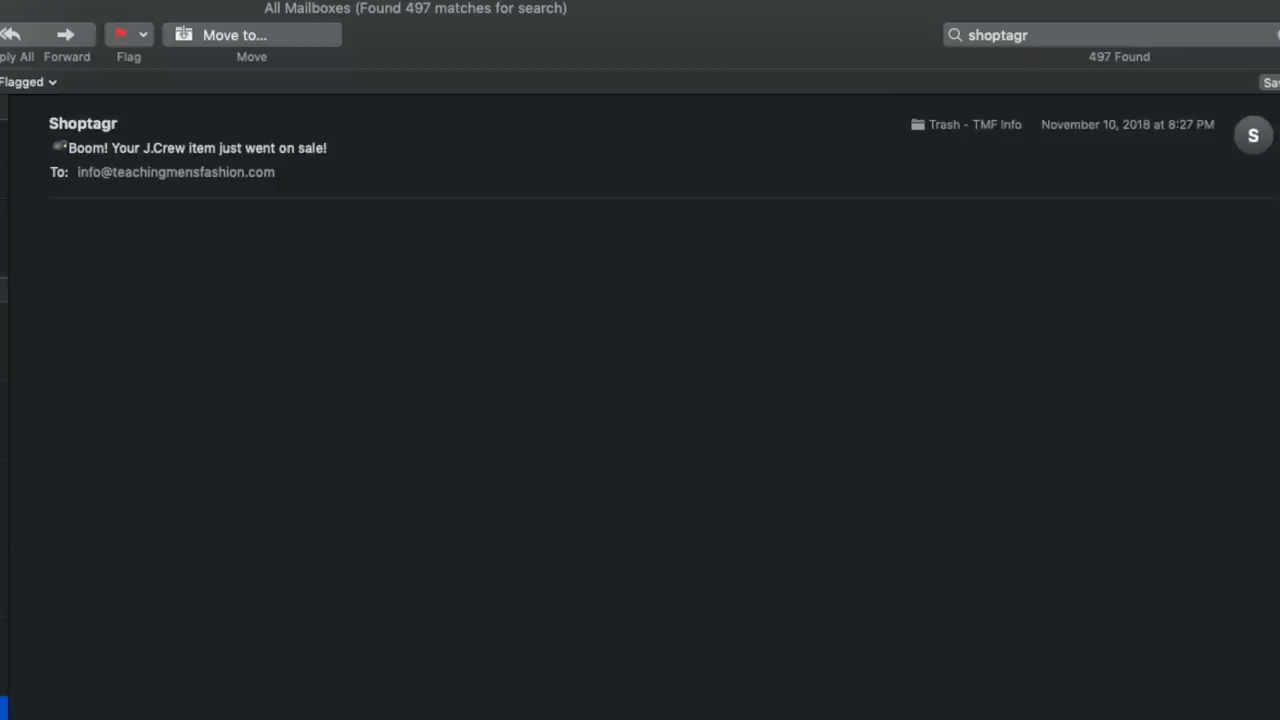 All Mailboxes (Found 497 matches for search)
Move to...
shoptagr
ply All
Forward
Flag
Move
497 Found
Flagged
Sav
Shoptagr
Trash - TMF Info
November 10, 2018 at 8:27 PM
S
Boom! Your J.Crew item just went on sale!
To: info@teachingmensfashion.com